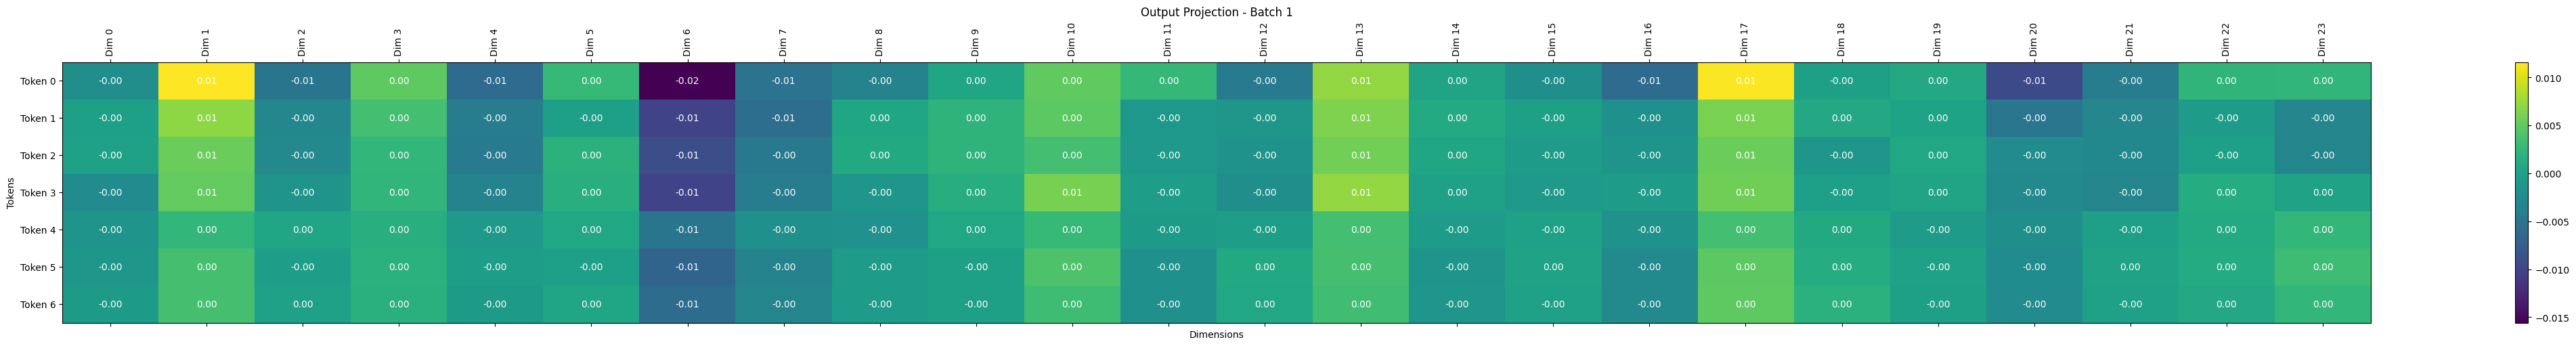 Output Projection - Batch 1
Dim 0 Dim 1 Dim 2 Dim 3 Dim 4 Dim 5 Dim 6 Dim 7 Dim 8 Dim 9 Dim 10 Dim 11 Dim 12 Dim 13 Dim 14 Dim 15 Dim 16 Dim 17 Dim 18 Dim 19 Dim 20 Dim 21 Dim 22 Dim 23
Token 0 -0.00 0.01 -0.01 0.00 -0.01 0.00 -0.02 -0.01 -0.00 0.00 0.00 0.00 -0.00 0.01 0.00 -0.00 -0.01 0.01 -0.00 0.00 -0.01 -0.00 0.00 0.00
Token 1 -0.00 0.01 -0.00 0.00 -0.00 -0.00 -0.01 -0.01 0.00 0.00 0.00 -0.00 -0.00 0.01 0.00 -0.00 -0.00 0.01 0.00 0.00 -0.00 -0.00 -0.00 -0.00
Token 2 -0.00 0.01 -0.00 0.00 -0.00 0.00 -0.01 -0.00 0.00 0.00 0.00 -0.00 -0.00 0.01 0.00 -0.00 -0.00 0.01 -0.00 0.00 -0.00 -0.00 -0.00 -0.00
Token 3 -0.00 0.01 -0.00 0.00 -0.00 0.00 -0.01 -0.00 -0.00 0.00 0.01 -0.00 -0.00 0.01 0.00 -0.00 -0.00 0.01 -0.00 0.00 -0.00 -0.00 0.00 0.00
Token 4 -0.00 0.00 0.00 0.00 -0.00 0.00 -0.01 -0.00 -0.00 0.00 0.00 -0.00 -0.00 0.00 -0.00 -0.00 -0.00 0.00 0.00 -0.00 -0.00 -0.00 0.00 0.00
Token 5 -0.00 0.00 -0.00 0.00 -0.00 -0.00 -0.01 -0.00 -0.00 -0.00 0.00 -0.00 0.00 0.00 -0.00 0.00 -0.00 0.00 0.00 -0.00 -0.00 0.00 0.00 0.00
Token 6 -0.00 0.00 0.00 0.00 -0.00 0.00 -0.01 -0.00 -0.00 -0.00 0.00 -0.00 0.00 0.00 -0.00 -0.00 -0.00 0.00 0.00 -0.00 -0.00 -0.00 0.00 0.00
Tokens
Dimensions
0.010
0.005
0.000
−0.005
−0.010
−0.015